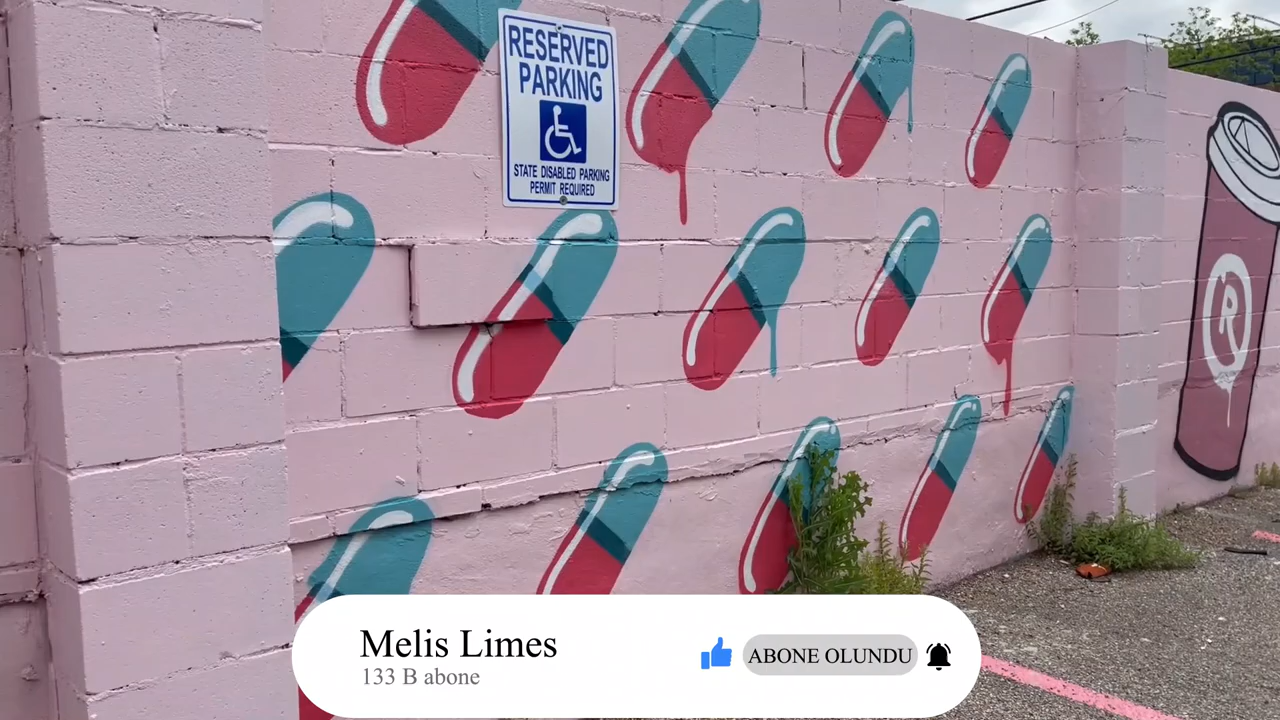 RESERVED
PARKING
STATE DISABLED PARKING
PERMIT REQUIRED
R
Melis Limes
133 B abone
ABONE OLUNDU